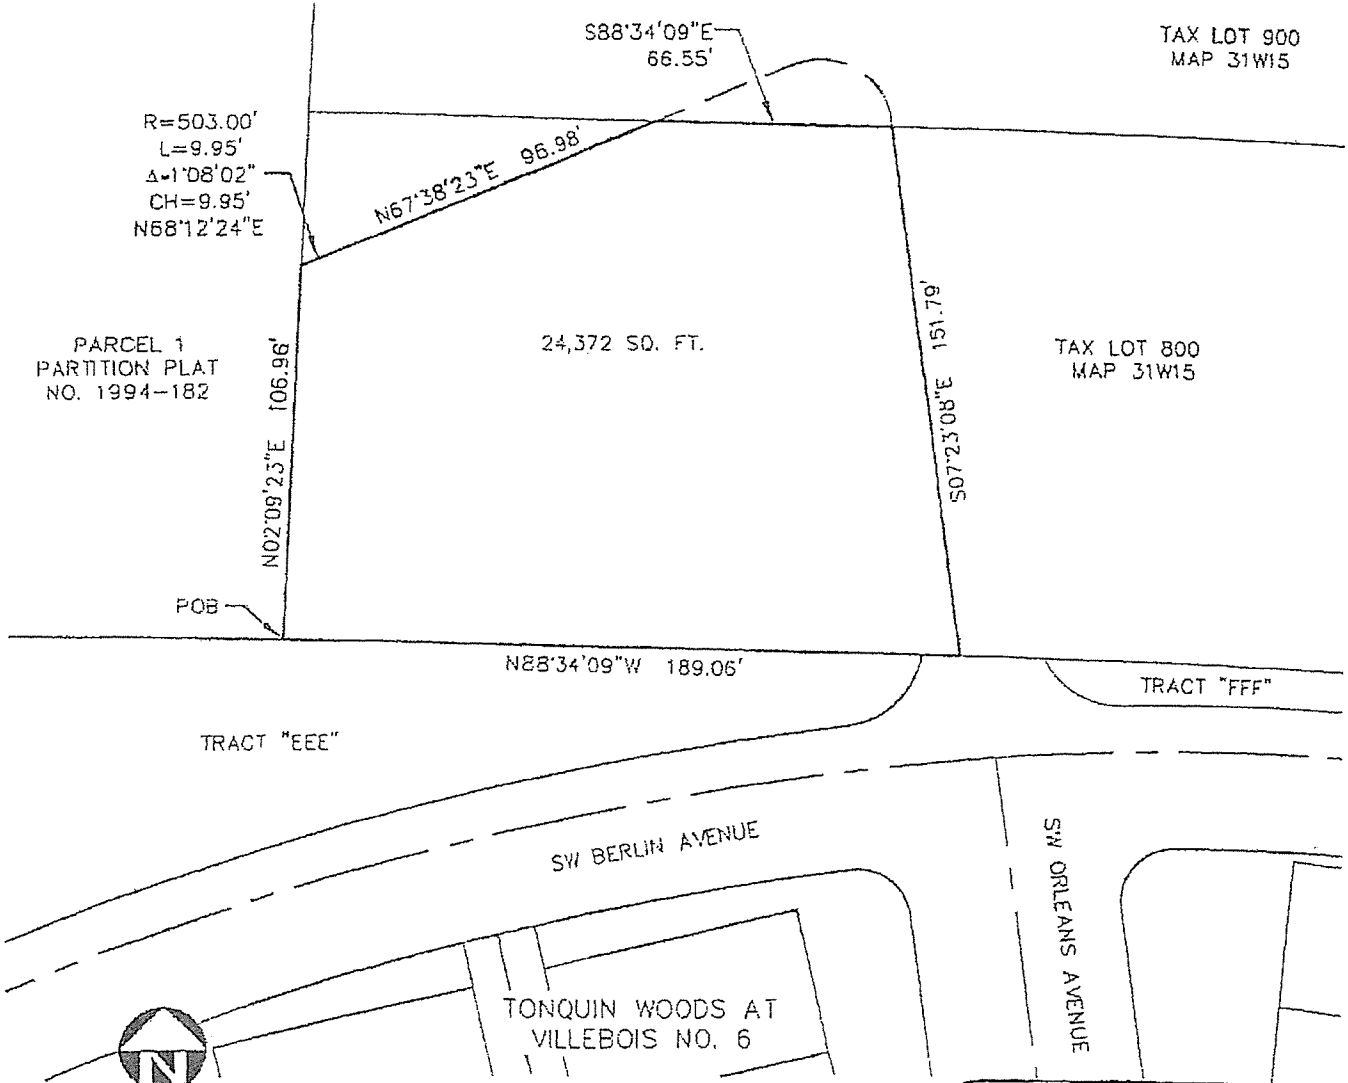 S88°34'09"E
66.55'
TAX LOT 900
MAP 31W15
R=503.00'
L=9.95'
Δ=1°08'02"
CH=9.95'
N68°12'24"E
N67°38'23"E 96.98'
PARCEL 1
PARTITION PLAT
NO. 1994-182
N02°09'23"E 106.96'
24,372 SQ. FT.
S07°23'08"E 151.79'
TAX LOT 800
MAP 31W15
POB
N88°34'09"W 189.06'
TRACT "FFF"
TRACT "EEE"
SW BERLIN AVENUE
SW ORLEANS AVENUE
TONQUIN WOODS AT
VILLEBOIS NO. 6
N